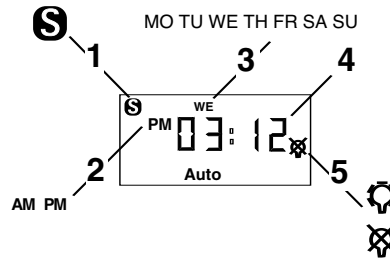 S
MO TU WE TH FR SA SU
1
3
4
S
WE
PM 03:12
2
Auto
5
AM PM